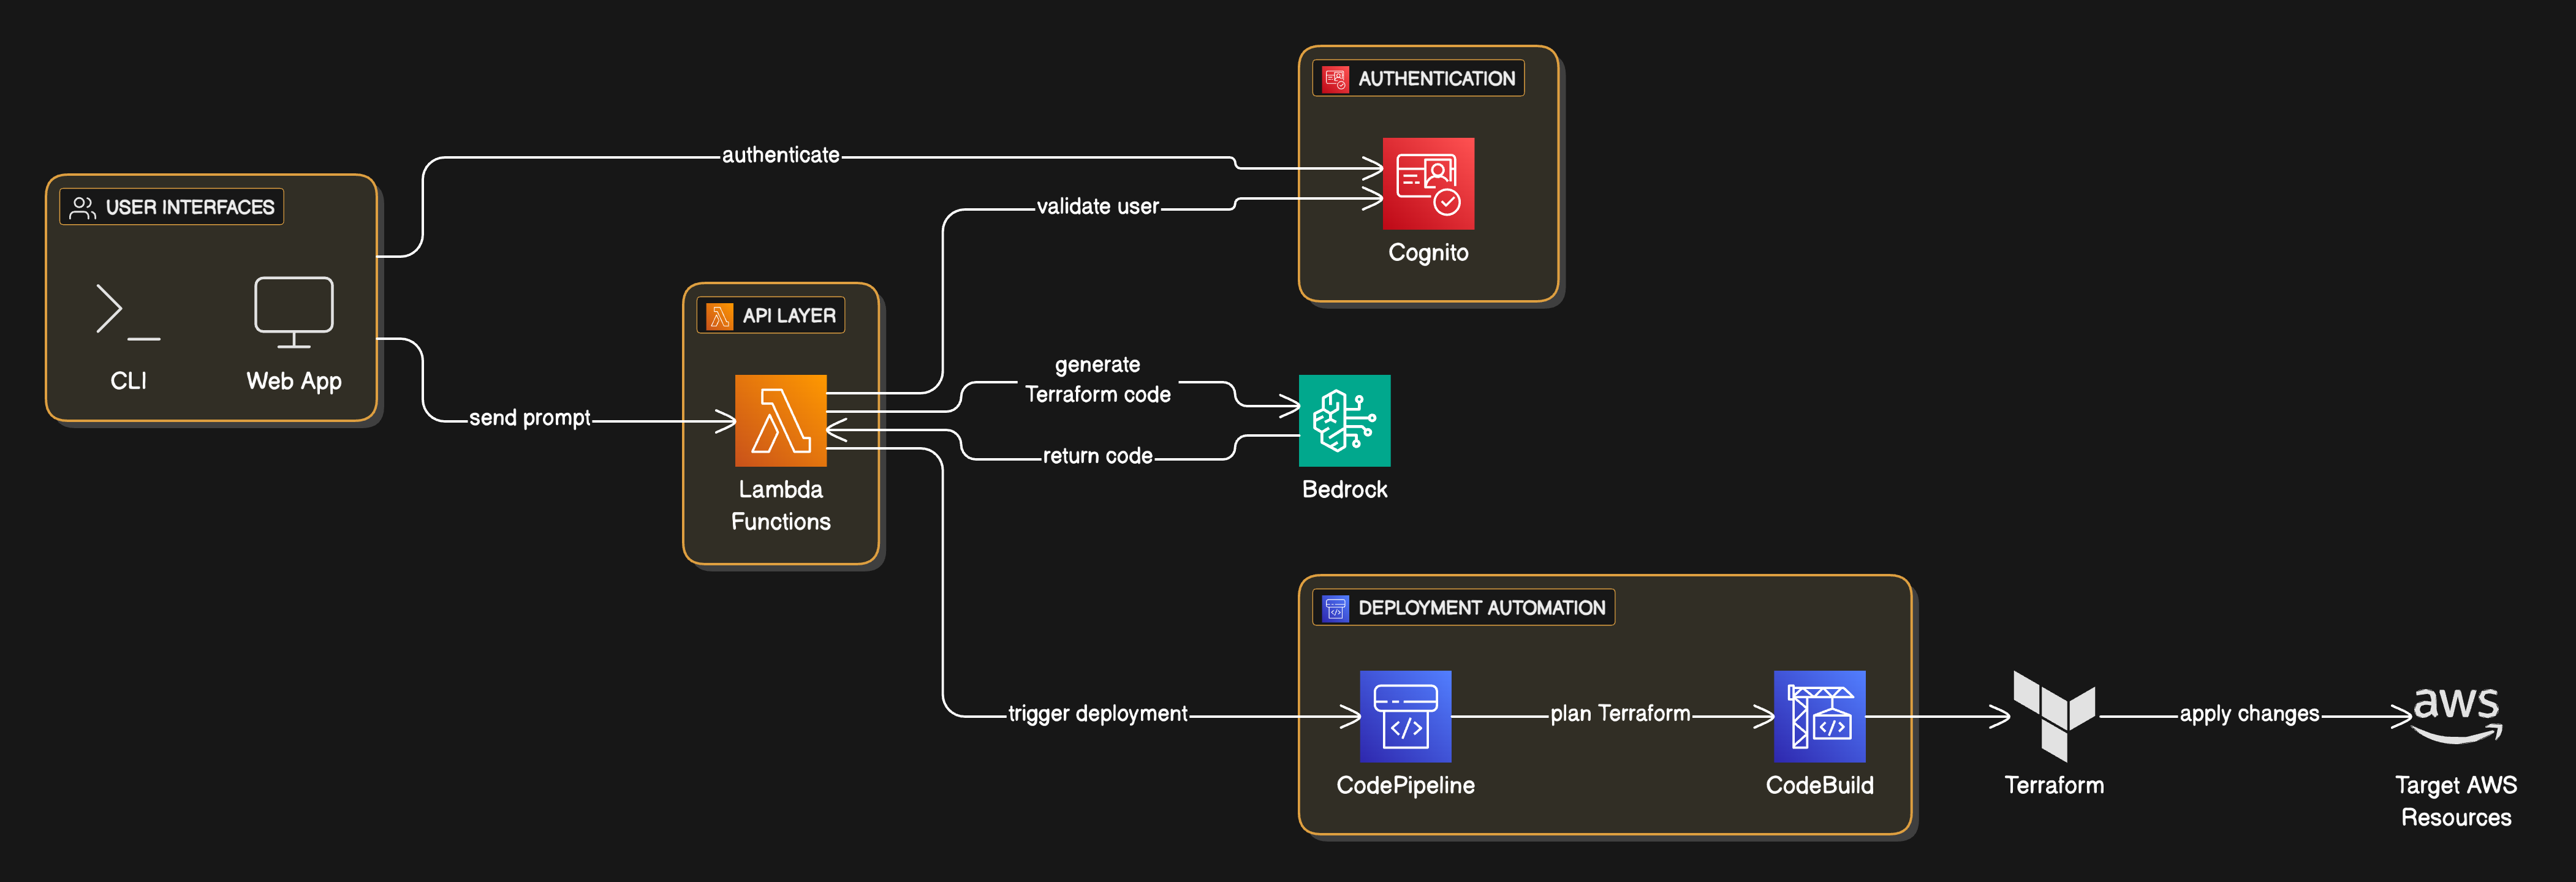 AUTHENTICATION
authenticate
validate user
USER INTERFACES
Cognito
API LAYER
generate
Terraform code
CLI
Web App
send prompt
return code
Lambda
Functions
Bedrock
DEPLOYMENT AUTOMATION
trigger deployment
plan Terraform
apply changes
aws
CodePipeline
CodeBuild
Terraform
Target AWS
Resources